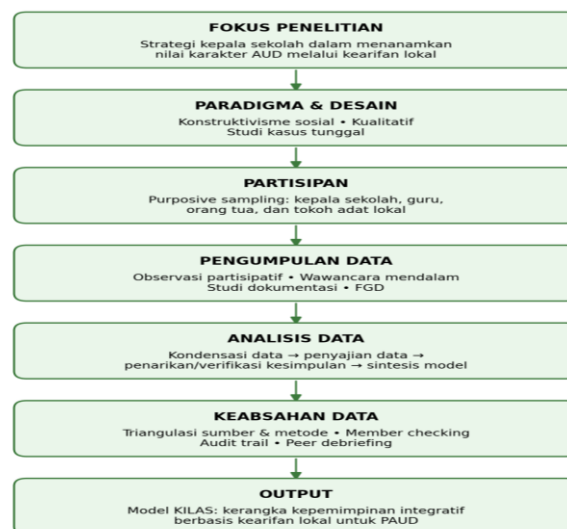 FOKUS PENELITIAN
Strategi kepala sekolah dalam menanamkan
nilai karakter AUD melalui kearifan lokal
PARADIGMA & DESAIN
Konstruktivisme sosial • Kualitatif
Studi kasus tunggal
PARTISIPAN
Purposive sampling: kepala sekolah, guru,
orang tua, dan tokoh adat lokal
PENGUMPULAN DATA
Observasi partisipatif • Wawancara mendalam
Studi dokumentasi • FGD
ANALISIS DATA
Kondensasi data → penyajian data →
penarikan/verifikasi kesimpulan → sintesis model
KEABSAHAN DATA
Triangulasi sumber & metode • Member checking
Audit trail • Peer debriefing
OUTPUT
Model KILAS: kerangka kepemimpinan integratif
berbasis kearifan lokal untuk PAUD